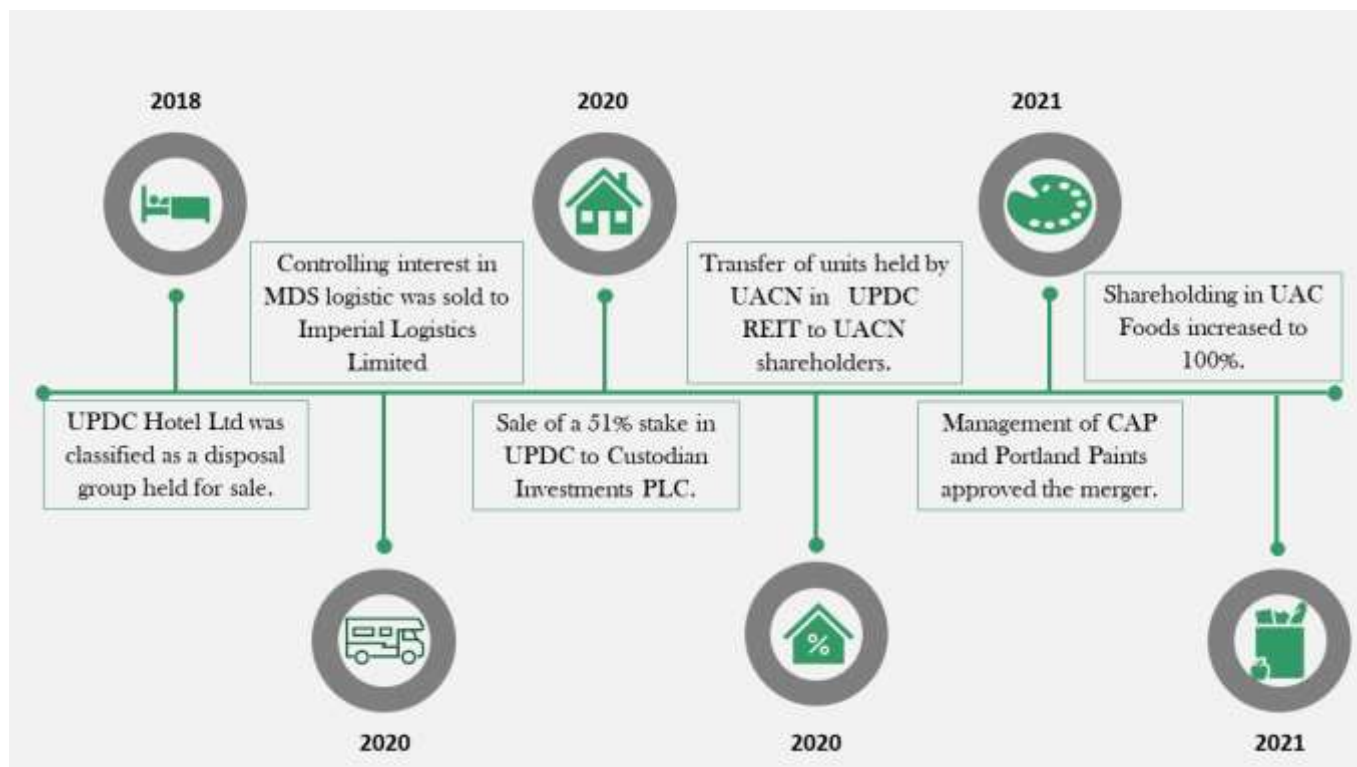 2018
2020
2021
Controlling interest in
MDS logistic was sold to
Imperial Logistics
Limited
Transfer of units held by
UACN in UPDC
REIT to UACN
shareholders.
Shareholding in UAC
Foods increased to
100%.
UPDC Hotel Ltd was
classified as a disposal
group held for sale.
Sale of a 51% stake in
UPDC to Custodian
Investments PLC.
Management of CAP
and Portland Paints
approved the merger.
%
2020
2020
2021